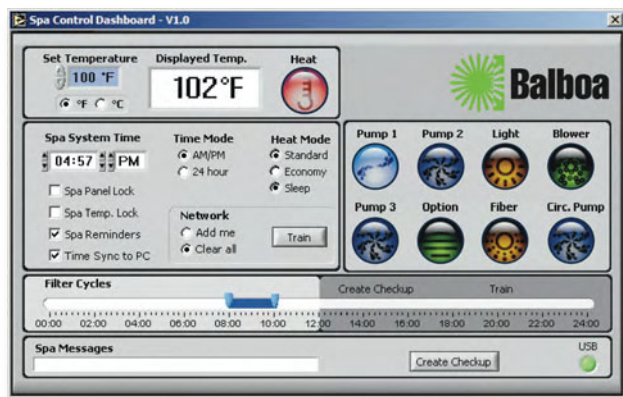 Spa Control Dashboard - V1.0
Set Temperature
Displayed Temp.
Heat
100 °F
102°F
°F °C
Balboa
Spa System Time
Time Mode
Heat Mode
04:57 PM
AM/PM
24 hour
Standard
Economy
Sleep
Spa Panel Lock
Spa Temp. Lock
Spa Reminders
Time Sync to PC
Network
Add me
Clear all
Train
Pump 1
Pump 2
Light
Blower
Pump 3
Option
Fiber
Circ. Pump
Filter Cycles
Create Checkup
Train
00:00 02:00 04:00 06:00 08:00 10:00 12:00 14:00 16:00 18:00 20:00 22:00 24:00
Spa Messages
Create Checkup
USB